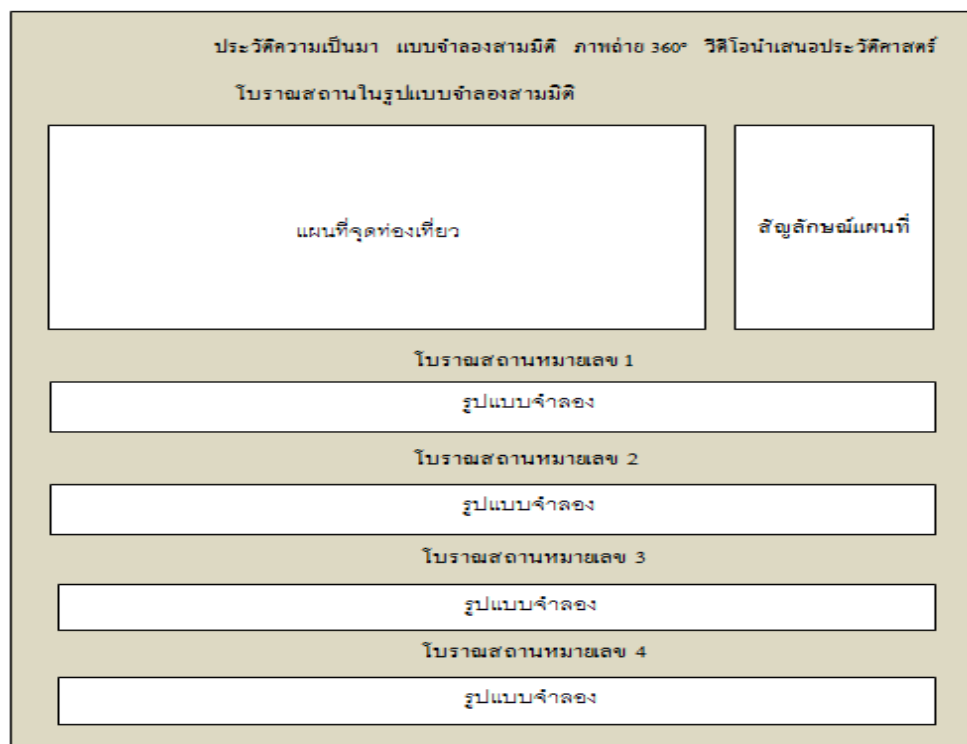 ประวัติความเป็นมา แบบจำลองสามมิติ ภาพถ่าย 360° วิดีโอนำเสนอประวัติศาสตร์
โบราณสถานในรูปแบบจำลองสามมิติ
แผนที่จุดท่องเที่ยว
สัญลักษณ์แผนที่
โบราณสถานหมายเลข 1
รูปแบบจำลอง
โบราณสถานหมายเลข 2
รูปแบบจำลอง
โบราณสถานหมายเลข 3
รูปแบบจำลอง
โบราณสถานหมายเลข 4
รูปแบบจำลอง